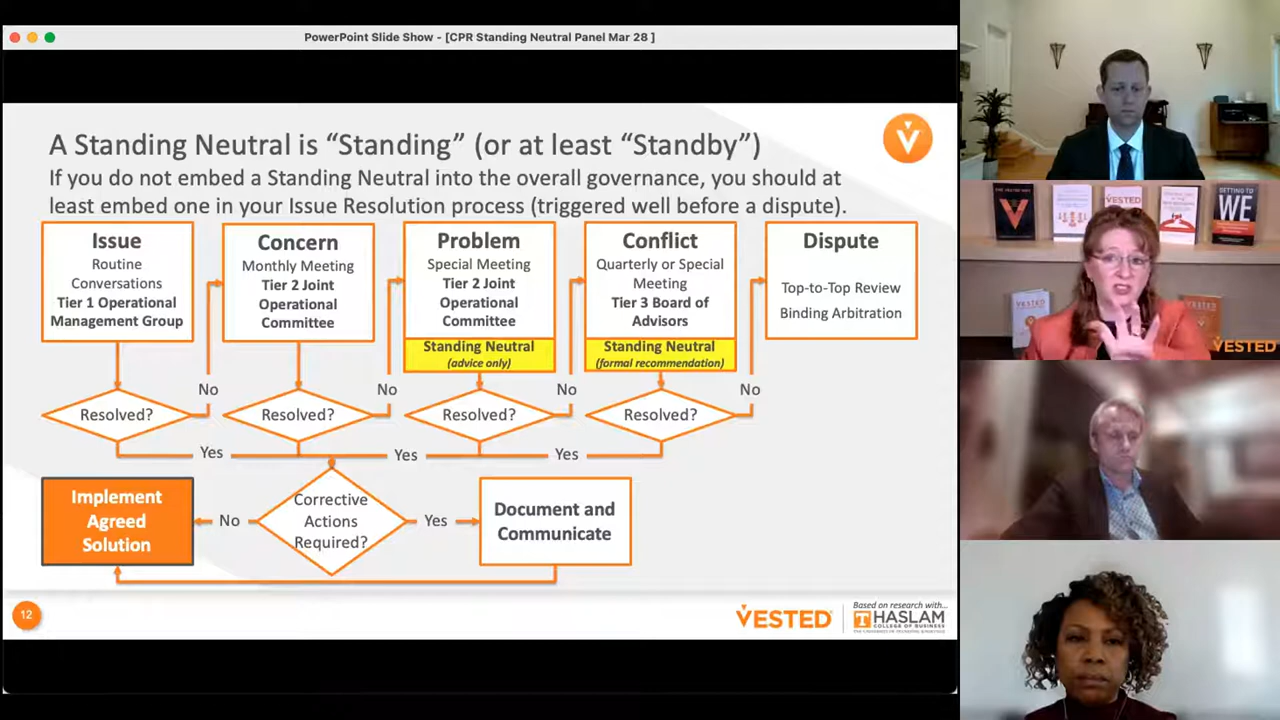 PowerPoint Slide Show - [CPR Standing Neutral Panel Mar 28 ]
A Standing Neutral is “Standing” (or at least “Standby”)
If you do not embed a Standing Neutral into the overall governance, you should at
least embed one in your Issue Resolution process (triggered well before a dispute).
Issue
Routine
Conversations
Tier 1 Operational
Management Group
Concern
Monthly Meeting
Tier 2 Joint
Operational
Committee
Problem
Special Meeting
Tier 2 Joint
Operational
Committee
Standing Neutral
(advice only)
Conflict
Quarterly or Special
Meeting
Tier 3 Board of
Advisors
Standing Neutral
(formal recommendation)
Dispute
Top-to-Top Review
Binding Arbitration
No
No
No
No
Resolved?
Resolved?
Resolved?
Resolved?
Yes
Yes
Yes
Implement
Agreed
Solution
No
Corrective
Actions
Required?
Yes
Document and
Communicate
12
VESTED
Based on research with...
T HASLAM
COLLEGE OF BUSINESS
VESTED
GETTING TO
WE
VESTED
VESTED